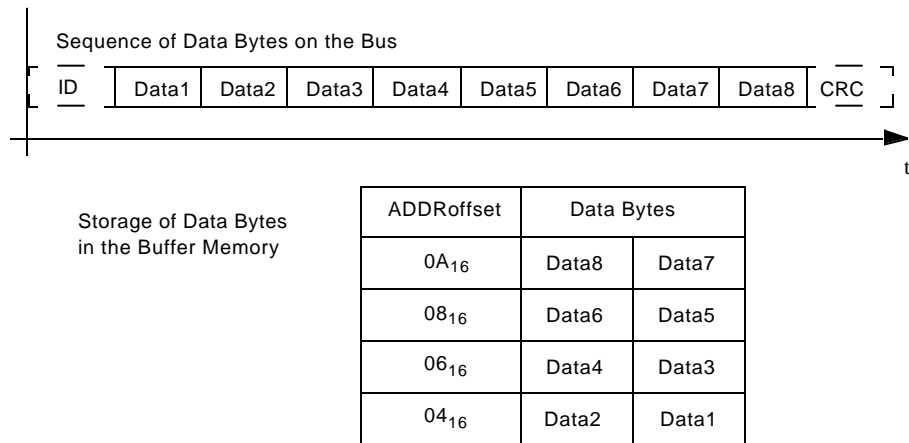 Sequence of Data Bytes on the Bus
ID Data1 Data2 Data3 Data4 Data5 Data6 Data7 Data8 CRC
t
Storage of Data Bytes
in the Buffer Memory
ADDRoffset Data Bytes
0A16 Data8 Data7
0816 Data6 Data5
0616 Data4 Data3
0416 Data2 Data1